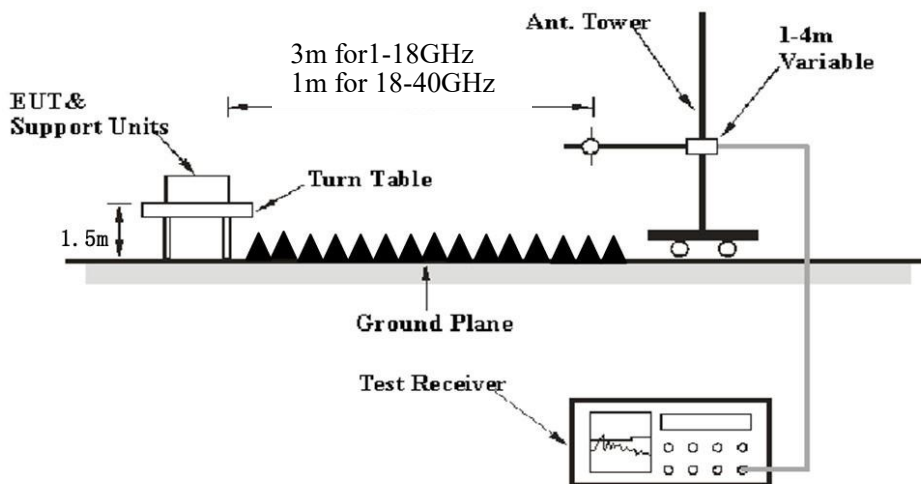 Ant. Tower
1-4m
Variable
3m for1-18GHz
1m for 18-40GHz
EUT&
Support Units
Turn Table
1.5m
Ground Plane
Test Receiver